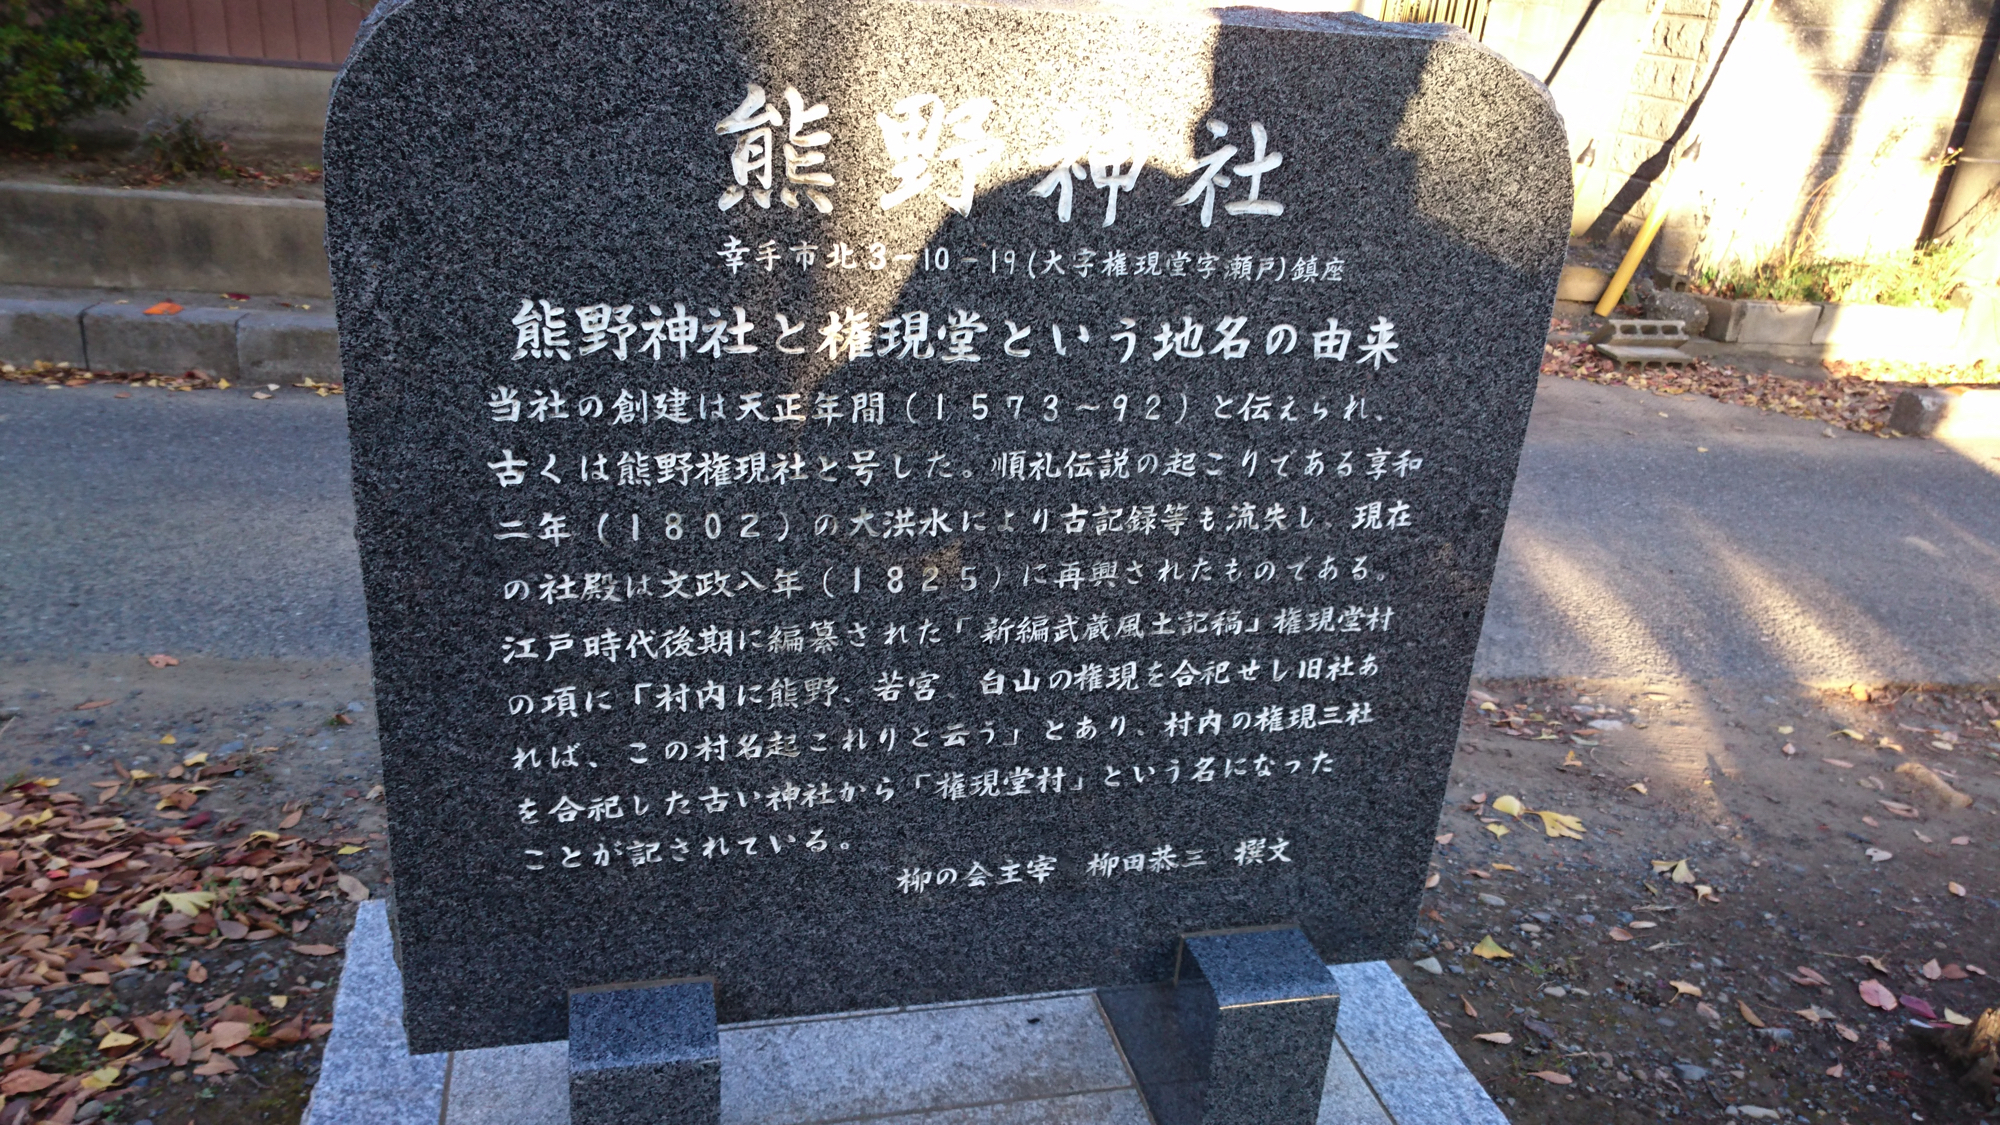 熊野神社
幸手市北3-10-19(大字権現堂字瀬戸)鎮座
熊野神社と権現堂という地名の由来
当社の創建は天正年間(1573~92)と伝えられ、
古くは熊野権現社と号した。順礼伝説の起こりである享和
二年(1802)の大洪水により古記録等も流失し、現在
の社殿は文政八年(1825)に再興されたものである。
江戸時代後期に編纂された「新編武蔵風土記稿」権現堂村
の項に「村内に熊野、若宮、白山の権現を合祀せし旧社あ
れば、この村名起これりと云う」とあり、村内の権現三社
を合祀した古い神社から「権現堂村」という名になった
ことが記されている。
柳の会主宰 柳田恭三 撰文